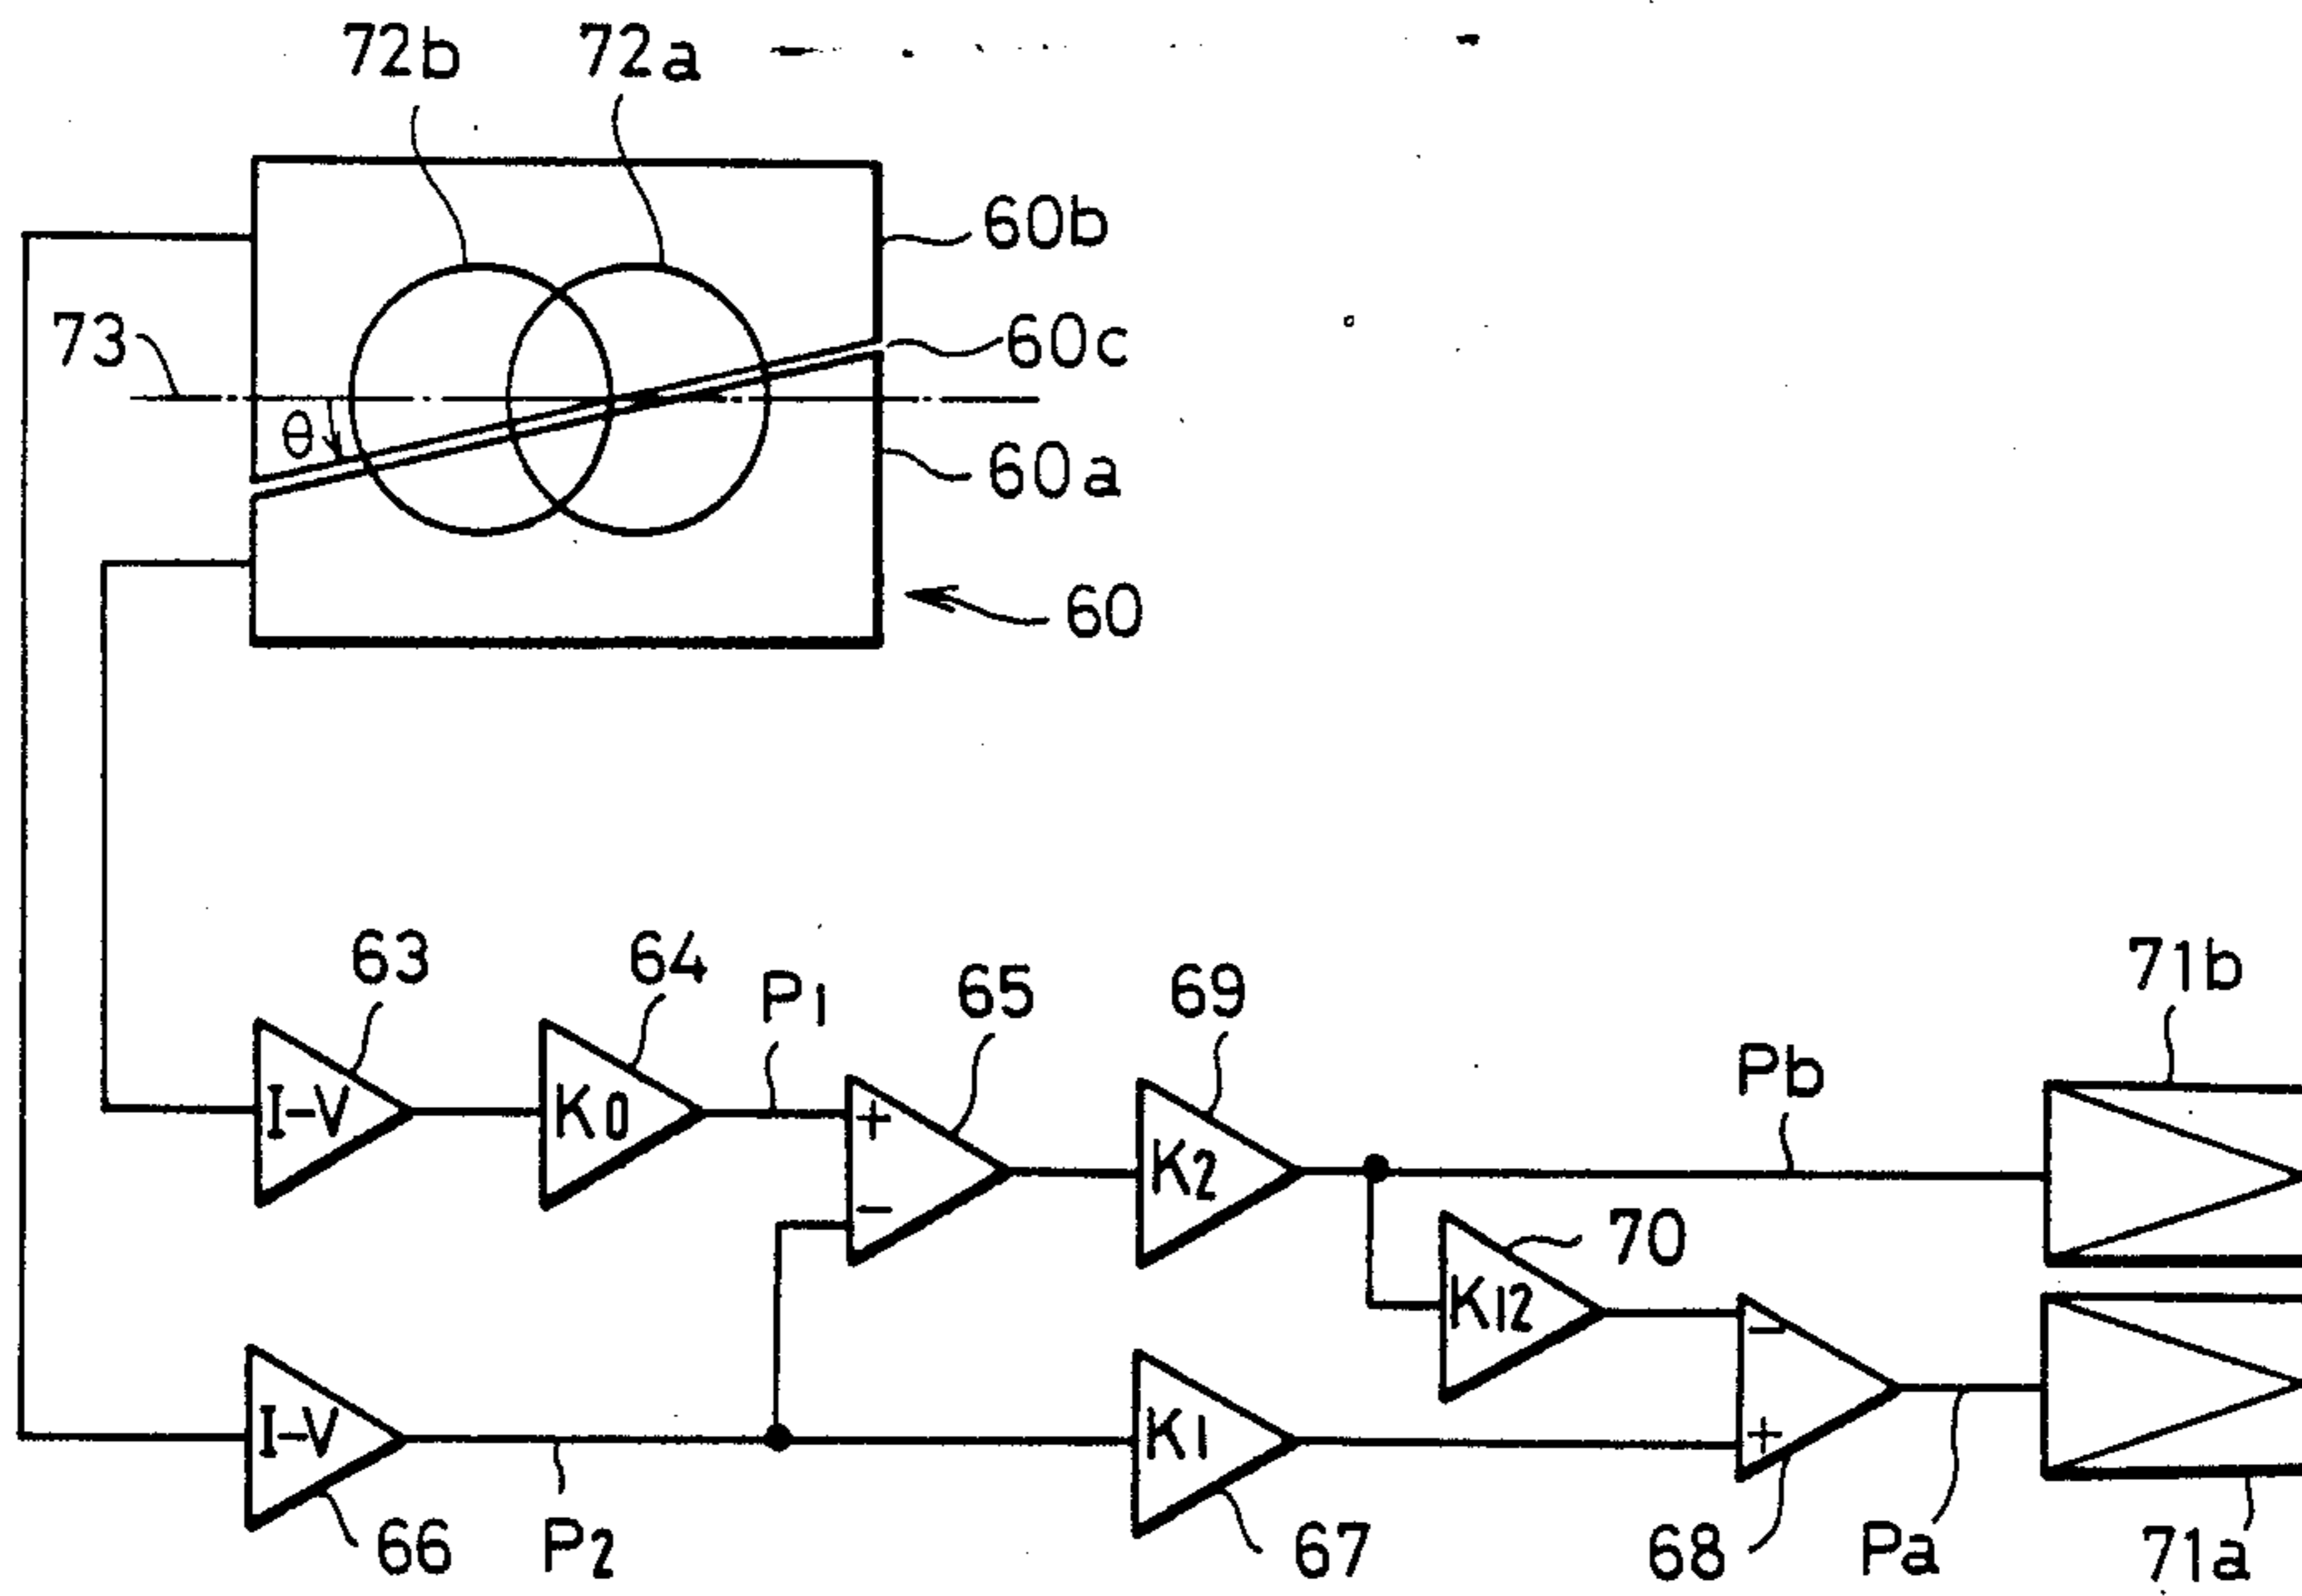 72b 72a
60b
73 60c
θ
60a
60
63 64 P1 65 69 71b
Pb
I-V K0 + - K2
70
K12
I-V K1 - +
66 P2 67 68 Pa 71a